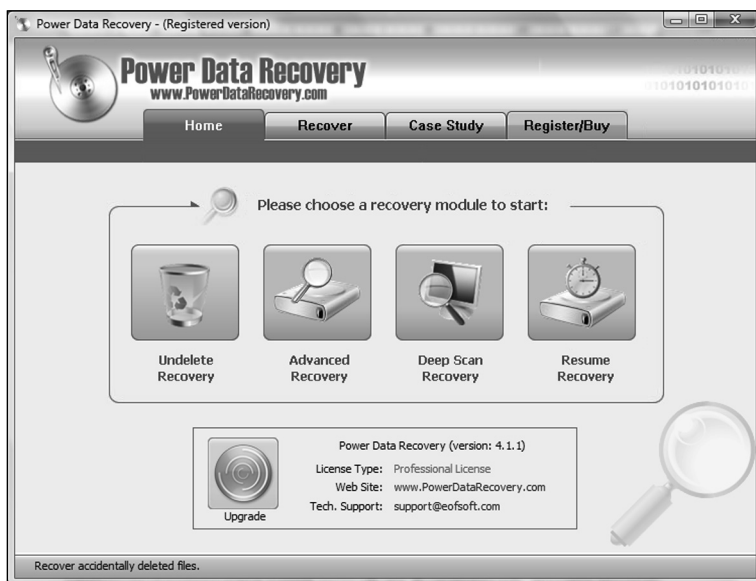 Power Data Recovery - (Registered version)
Power Data Recovery
www.PowerDataRecovery.com
Home
Recover
Case Study
Register/Buy
Please choose a recovery module to start:
Undelete
Recovery
Advanced
Recovery
Deep Scan
Recovery
Resume
Recovery
Power Data Recovery (version: 4.1.1)
License Type: Professional License
Web Site: www.PowerDataRecovery.com
Tech. Support: support@eofsoft.com
Upgrade
Recover accidentally deleted files.